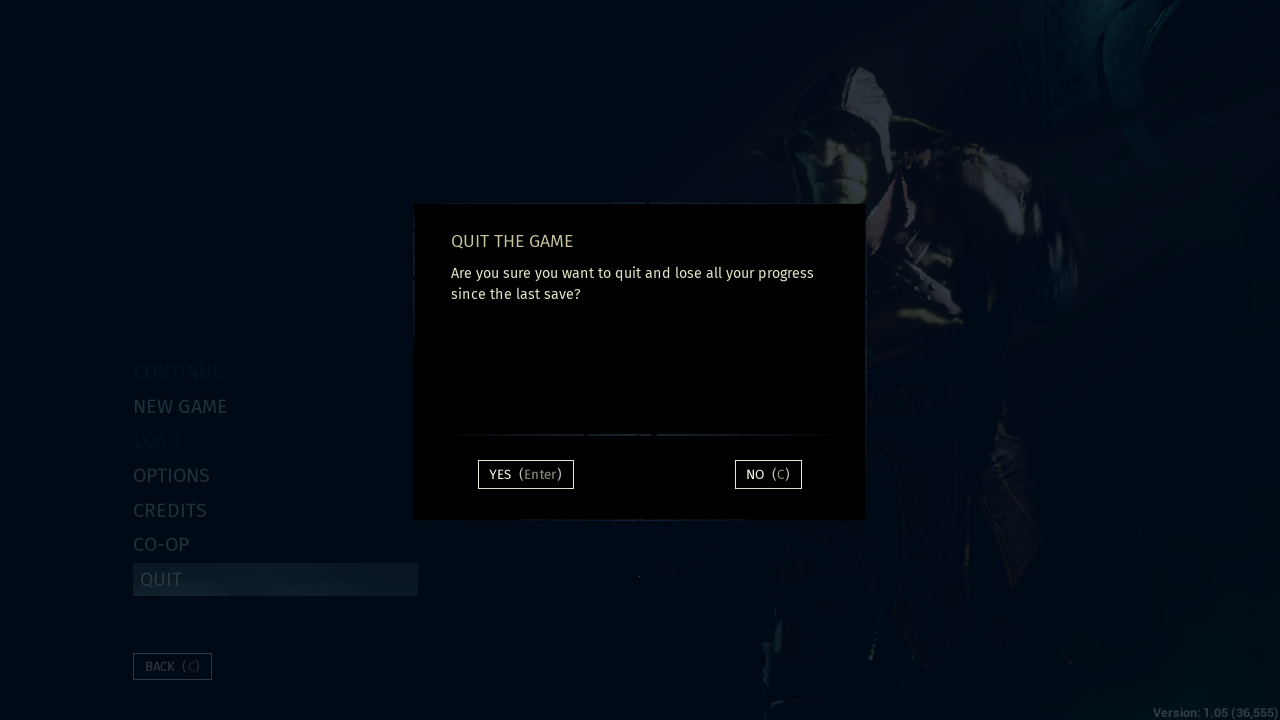 QUIT THE GAME
Are you sure you want to quit and lose all your progress
since the last save?
YES (Enter)
NO (C)
CONTINUE
NEW GAME
LOAD
OPTIONS
CREDITS
CO-OP
QUIT
BACK (C)
Version: 1.05 (36,555)